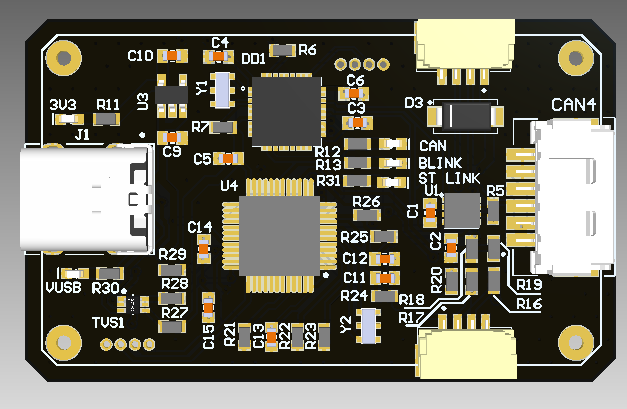 C4
R6
C10
DD1
Y1
C6
U3
3V3
R11
D3
CAN4
C3
J1
R7
C9
R12
CAN
R13
BLINK
C5
R31
ST LINK
U4
U1
R5
R26
C1
C14
R25
C2
R29
C12
C11
VUSB
R30
R28
R20
R19
R24
R18
R16
R27
R17
TVS1
C15
R21
C13
R22
R23
Y2